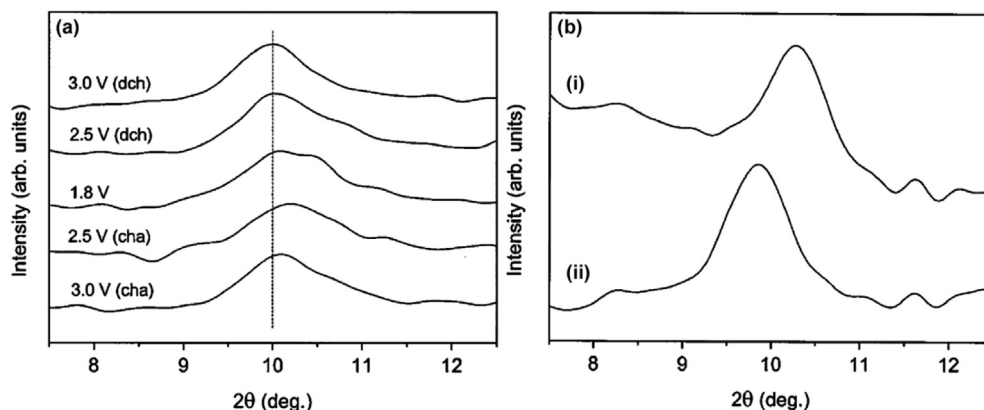 (a)
3.0 V (dch)
2.5 V (dch)
1.8 V
2.5 V (cha)
3.0 V (cha)
Intensity (arb. units)
8 9 10 11 12
2θ (deg.)
(b)
(i)
(ii)
Intensity (arb. units)
8 9 10 11 12
2θ (deg.)